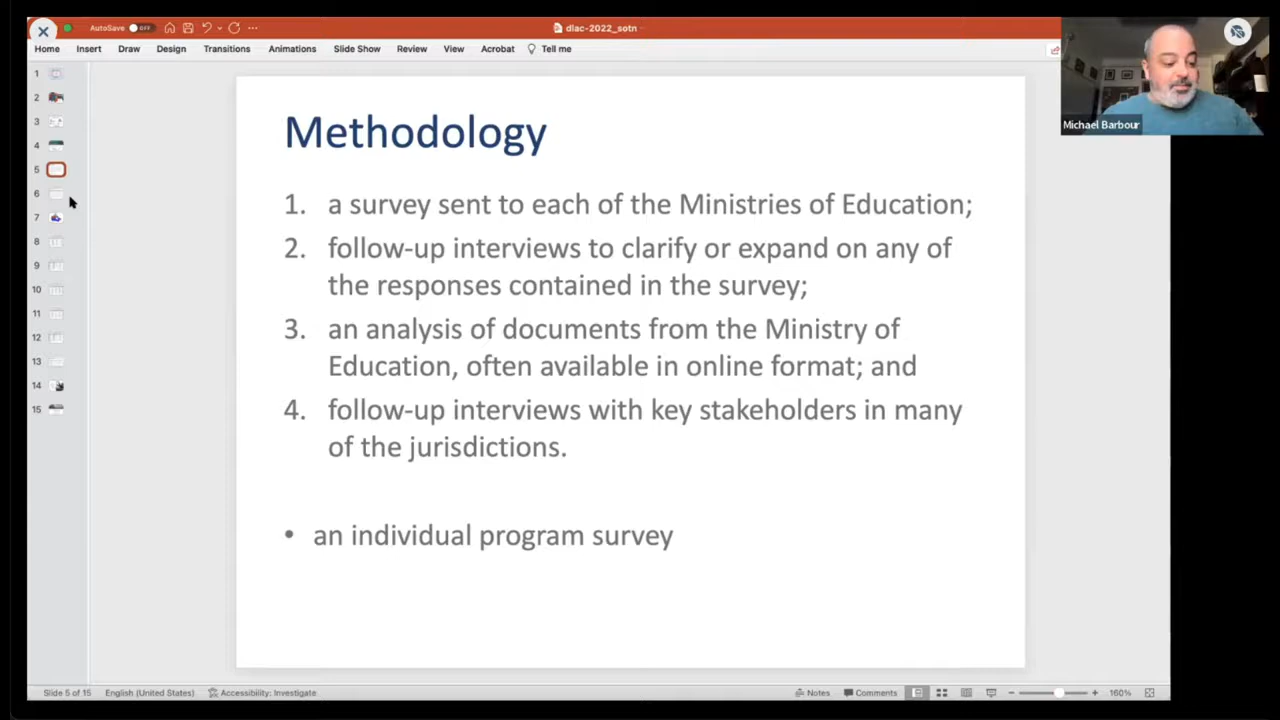 AutoSave OFF
dlac-2022_sotn
Home Insert Draw Design Transitions Animations Slide Show Review View Acrobat Tell me
Michael Barbour
1
2
3
4
5
6
7
8
9
10
11
12
13
14
15
Methodology
1. a survey sent to each of the Ministries of Education;
2. follow-up interviews to clarify or expand on any of
the responses contained in the survey;
3. an analysis of documents from the Ministry of
Education, often available in online format; and
4. follow-up interviews with key stakeholders in many
of the jurisdictions.
• an individual program survey
Slide 5 of 15 English (United States) Accessibility: Investigate Notes Comments 160%